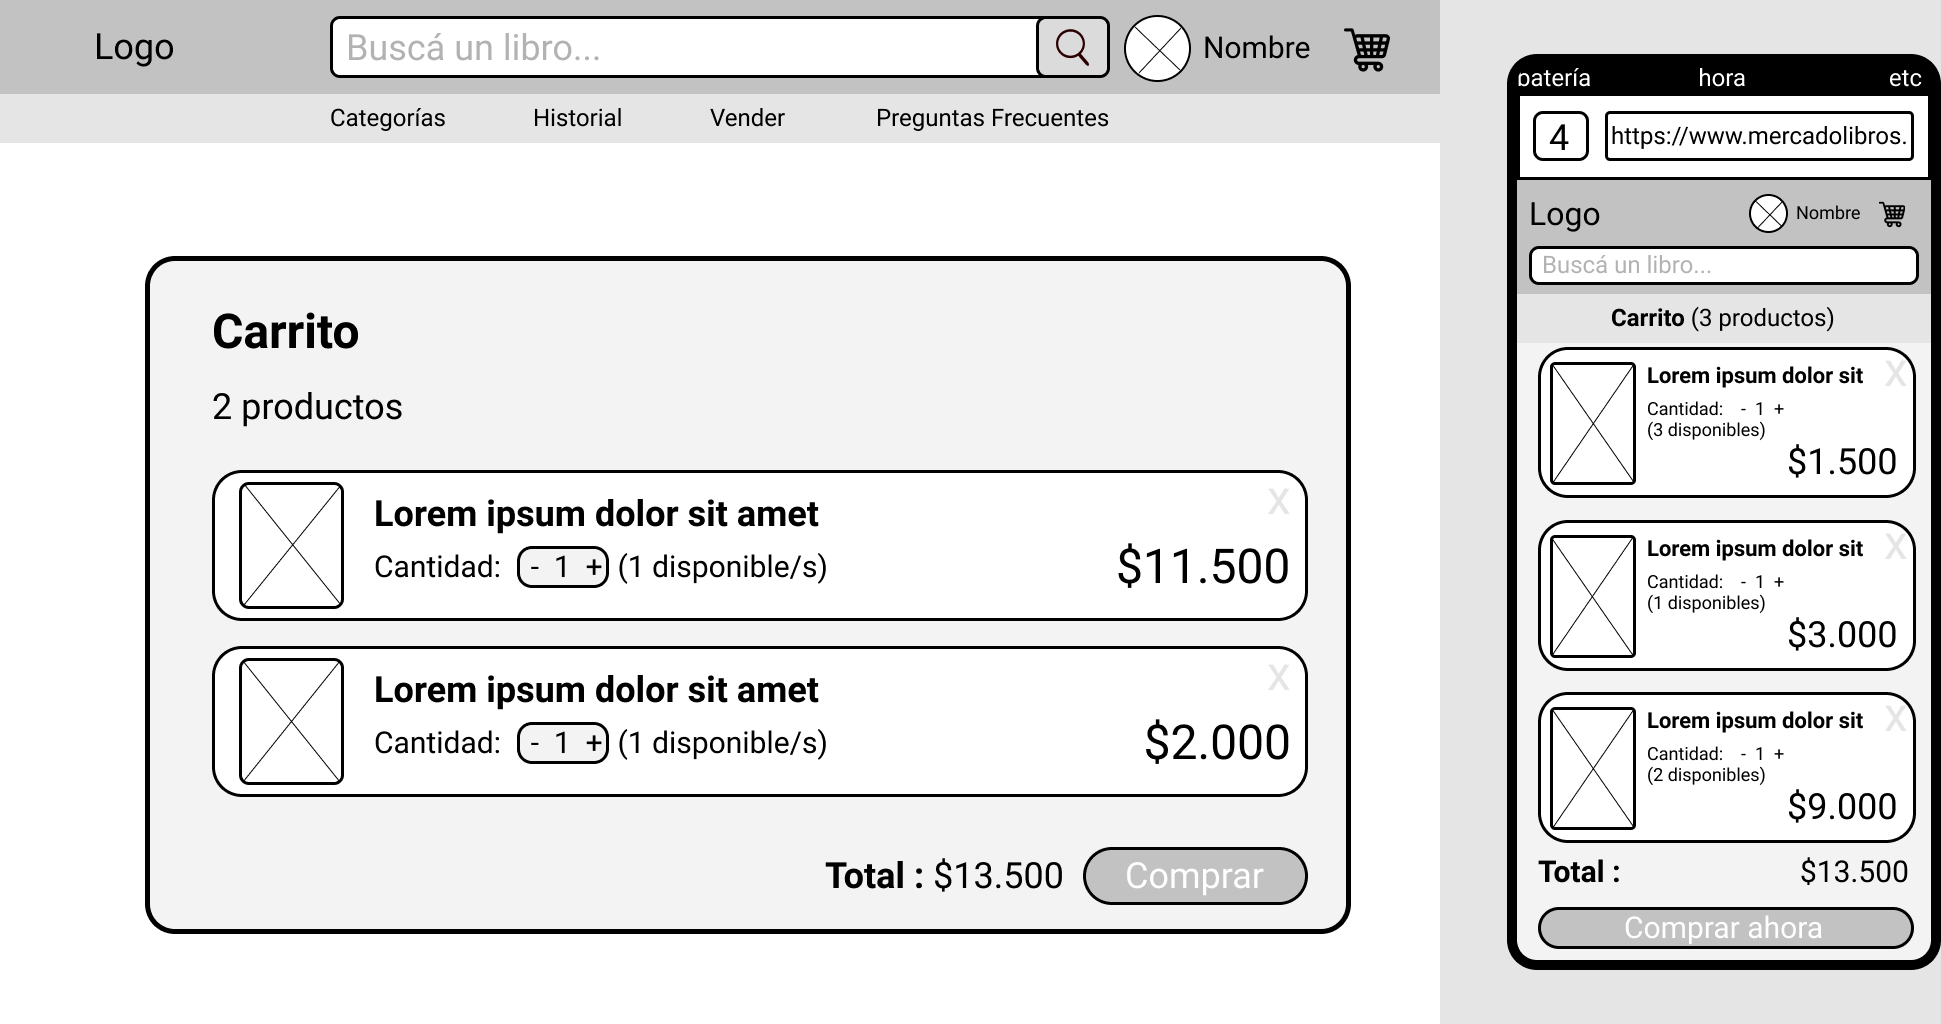 Logo
Buscá un libro...
Nombre
Categorías
Historial
Vender
Preguntas Frecuentes
Carrito
2 productos
Lorem ipsum dolor sit amet
X
Cantidad: - 1 + (1 disponible/s)
$11.500
Lorem ipsum dolor sit amet
X
Cantidad: - 1 + (1 disponible/s)
$2.000
Total : $13.500
Comprar
batería
hora
etc
4
https://www.mercadolibros.
Logo
Nombre
Buscá un libro...
Carrito (3 productos)
Lorem ipsum dolor sit
X
Cantidad: - 1 +
(3 disponibles)
$1.500
Lorem ipsum dolor sit
X
Cantidad: - 1 +
(1 disponibles)
$3.000
Lorem ipsum dolor sit
X
Cantidad: - 1 +
(2 disponibles)
$9.000
Total :
$13.500
Comprar ahora